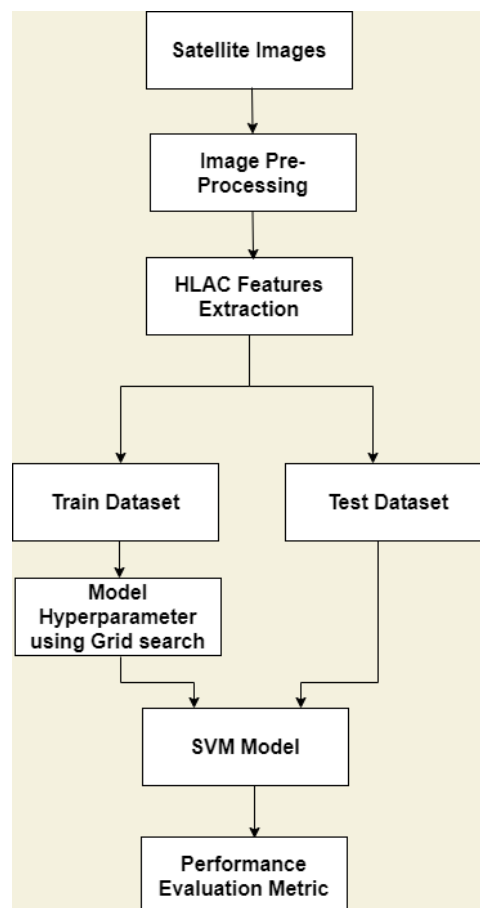 Satellite Images
Image Pre-
Processing
HLAC Features
Extraction
Train Dataset
Test Dataset
Model
Hyperparameter
using Grid search
SVM Model
Performance
Evaluation Metric